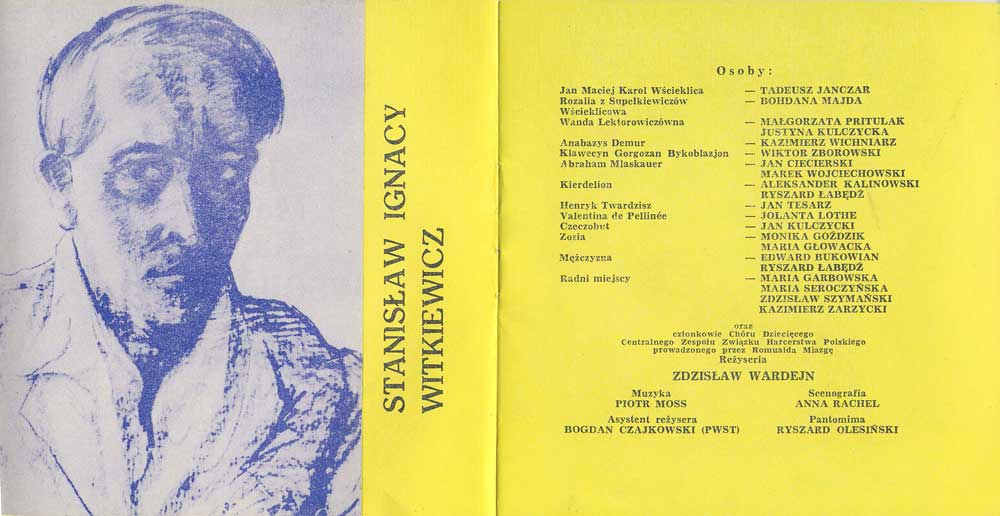 STANISŁAW IGNACY
WITKIEWICZ
Osoby:
Jan Maciej Karol Wścieklica — TADEUSZ JANCZAR
Rozalia z Supełkiewiczów — BOHDANA MAJDA
Wścieklicowa
Wanda Lektorowiczówna — MAŁGORZATA PRITULAK
JUSTYNA KULCZYCKA
Anabazys Demur — KAZIMIERZ WICHNIARZ
Klawecyn Gorgozan Bykoblazjon — WIKTOR ZBOROWSKI
Abraham Mlaskauer — JAN CIECIERSKI
MAREK WOJCIECHOWSKI
Kierdelion — ALEKSANDER KALINOWSKI
RYSZARD ŁABĘDŹ
Henryk Twardzisz — JAN TESARZ
Valentina de Pellinée — JOLANTA LOTHE
Czeczobut — JAN KULCZYCKI
Zosia — MONIKA GOŹDZIK
MARIA GŁOWACKA
Mężczyzna — EDWARD BUKOWIAN
RYSZARD ŁABĘDŹ
Radni miejscy — MARIA GARBOWSKA
MARIA SEROCZYŃSKA
ZDZISŁAW SZYMAŃSKI
KAZIMIERZ ZARZYCKI
oraz
członkowie Chóru Dziecięcego
Centralnego Zespołu Związku Harcerstwa Polskiego
prowadzonego przez Romualda Miazgę
Reżyseria
ZDZISŁAW WARDEJN
Muzyka Scenografia
PIOTR MOSS ANNA RACHEL
Asystent reżysera Pantomima
BOGDAN CZAJKOWSKI (PWST) RYSZARD OLESIŃSKI